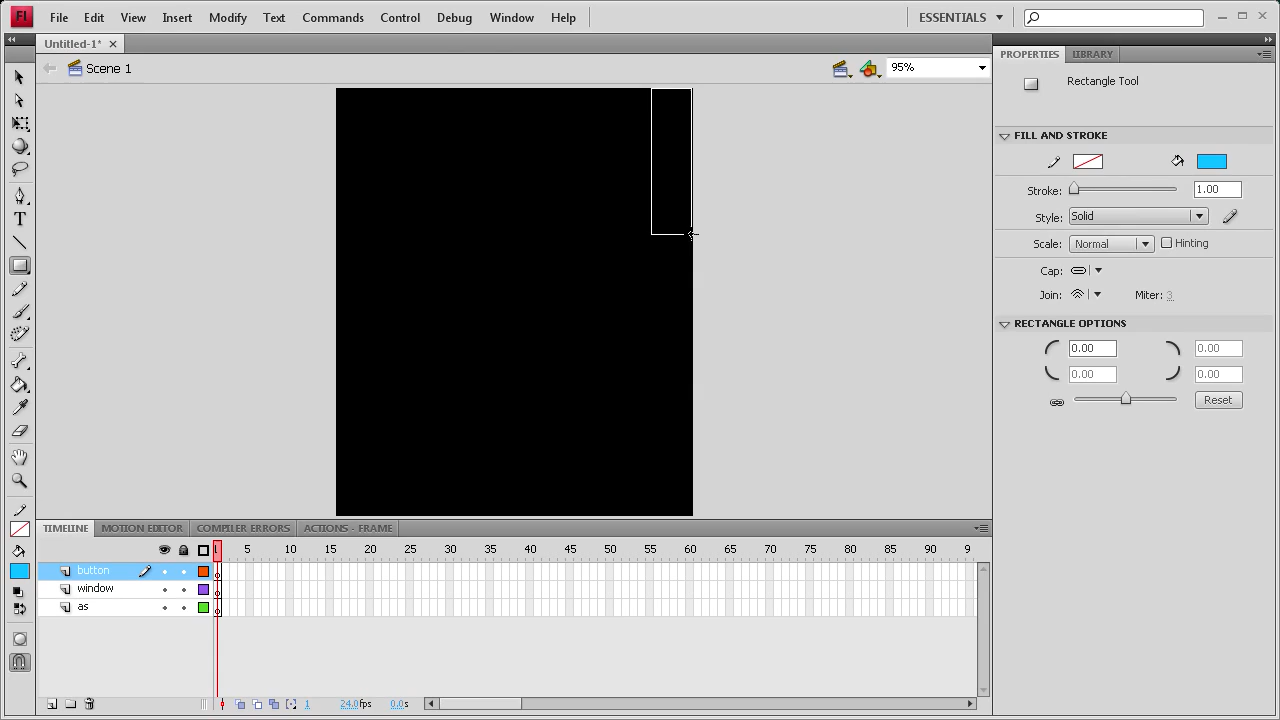 Fl File Edit View Insert Modify Text Commands Control Debug Window Help ESSENTIALS
Untitled-1*
Scene 1 95%
PROPERTIES LIBRARY
Rectangle Tool
FILL AND STROKE
Stroke: 1.00
Style: Solid
Scale: Normal Hinting
Cap:
Join: Miter: 3
RECTANGLE OPTIONS
0.00 0.00
0.00 0.00
Reset
TIMELINE MOTION EDITOR COMPILER ERRORS ACTIONS - FRAME
1 5 10 15 20 25 30 35 40 45 50 55 60 65 70 75 80 85 90 9
button
window
as
1 24.0fps 0.0s